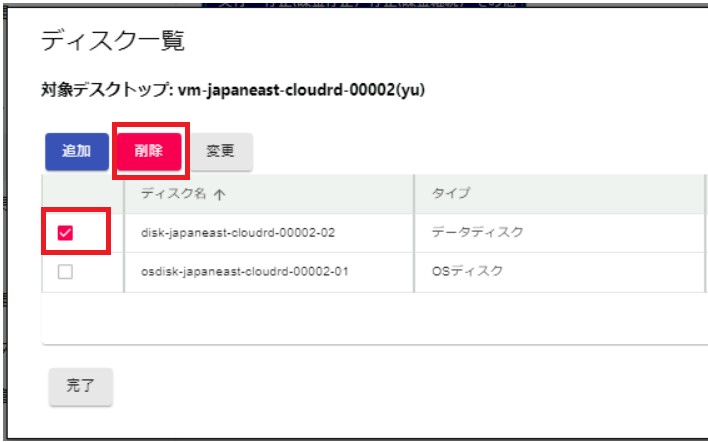 ディスク一覧
対象デスクトップ: vm-japaneast-cloudrd-00002(yu)
追加 削除 変更
ディスク名 ↑ タイプ
disk-japaneast-cloudrd-00002-02 データディスク
osdisk-japaneast-cloudrd-00002-01 OSディスク
完了